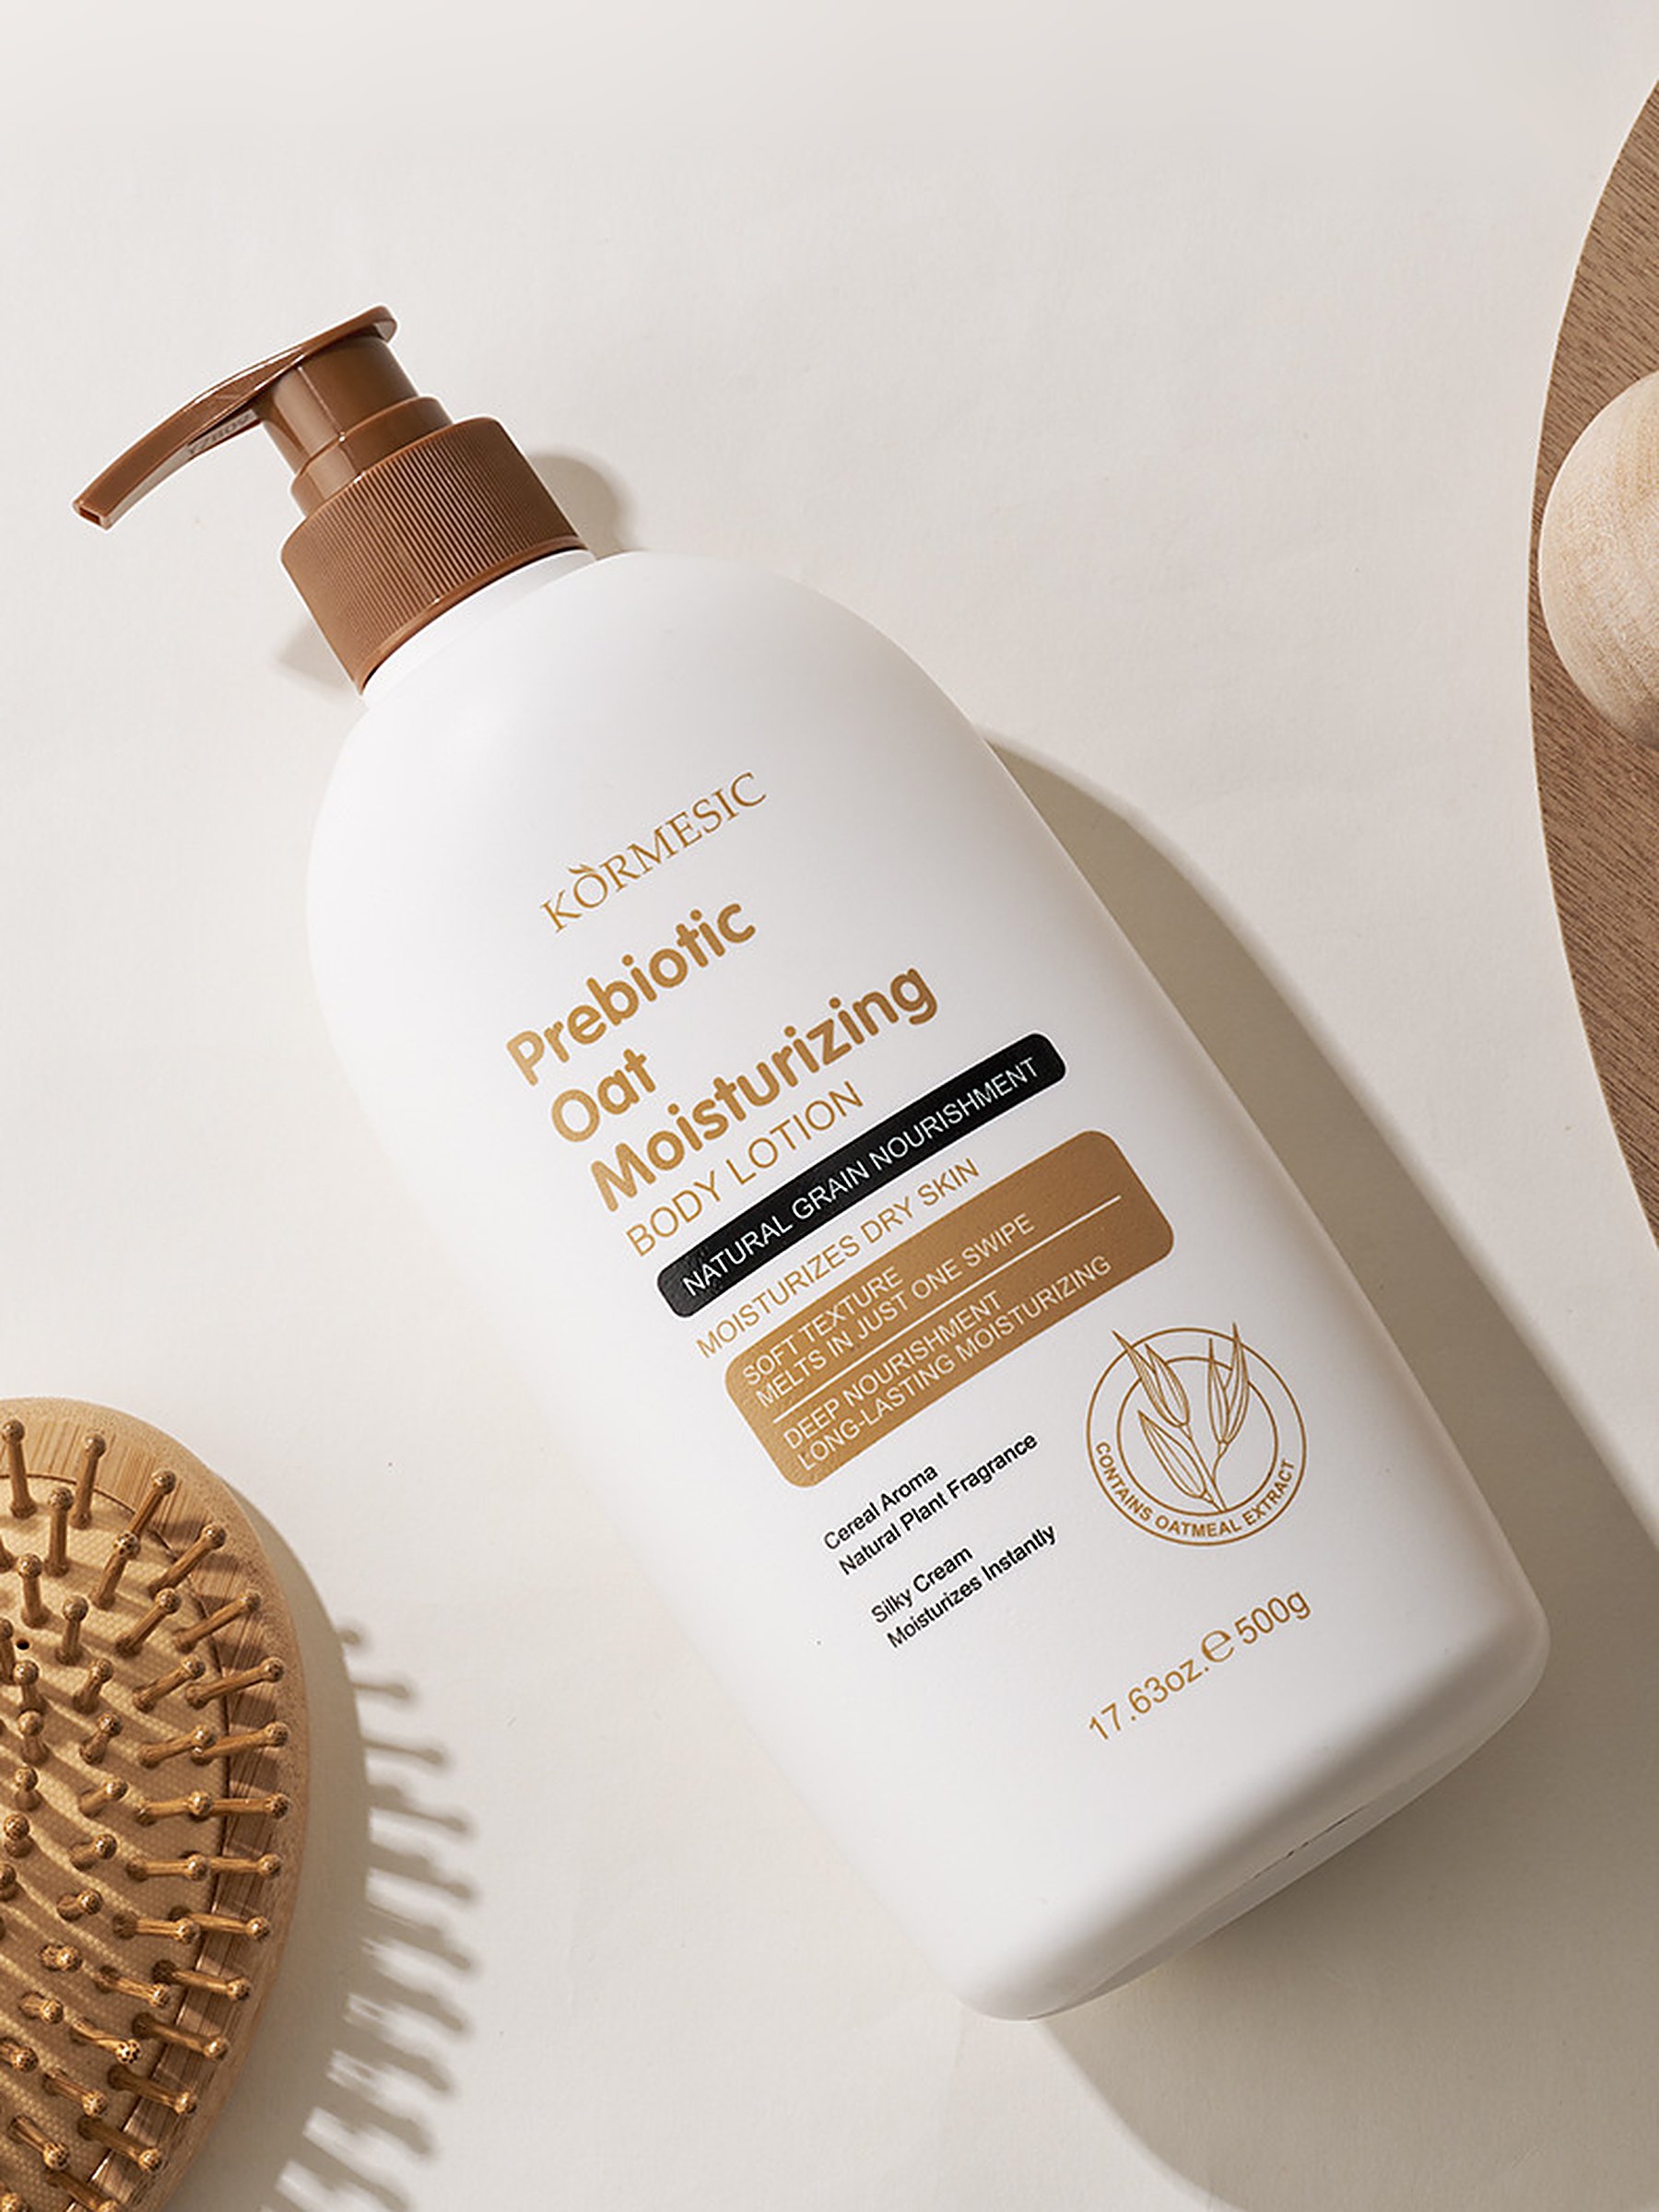 KORMESIC
Prebiotic
Oat
Moisturizing
BODY LOTION
NATURAL GRAIN NOURISHMENT
MOISTURIZES DRY SKIN
SOFT TEXTURE
MELTS IN JUST ONE SWIPE
DEEP NOURISHMENT
LONG-LASTING MOISTURIZING
Cereal Aroma
Natural Plant Fragrance
Silky Cream
Moisturizes Instantly
CONTAINS OATMEAL EXTRACT
17.63oz.℮500g